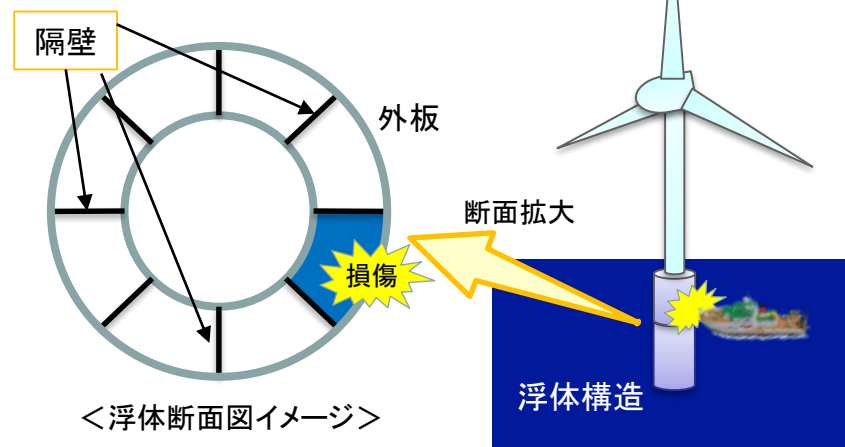 隔壁
外板
断面拡大
損傷
浮体構造
＜浮体断面図イメージ＞